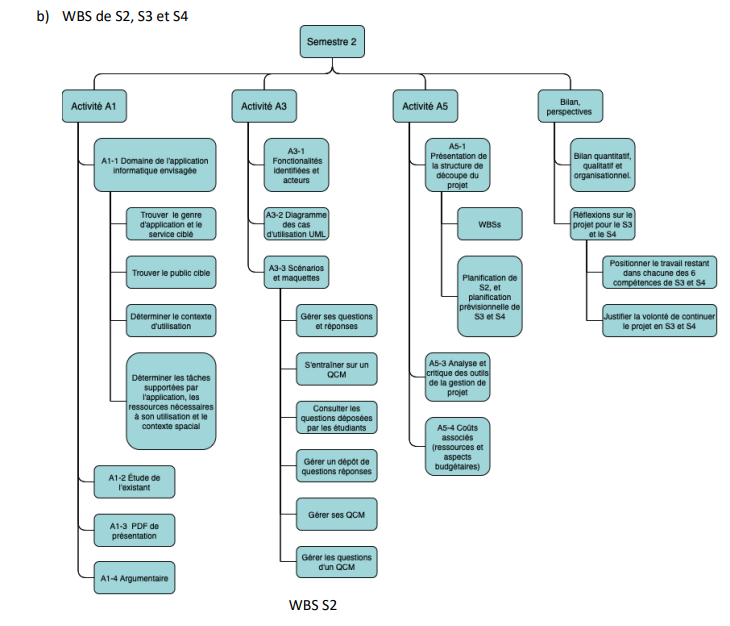 b) WBS de S2, S3 et S4
Semestre 2
Activité A1
A1-1 Domaine de l'application
informatique envisagée
Trouver le genre
d'application et le
service ciblé
Trouver le public cible
Déterminer le contexte
d'utilisation
Déterminer les tâches
supportées par
l'application, les
ressources nécessaires
à son utilisation et le
contexte spacial
A1-2 Étude de
l'existant
A1-3 PDF de
présentation
A1-4 Argumentaire
Activité A3
A3-1
Fonctionalités
identifiées et
acteurs
A3-2 Diagramme
des cas
d'utilisation UML
A3-3 Scénarios
et maquettes
Gérer ses questions
et réponses
S'entraîner sur un
QCM
Consulter les
questions déposées
par les étudiants
Gérer un dépôt de
questions réponses
Gérer ses QCM
Gérer les questions
d'un QCM
Activité A5
A5-1
Présentation de
la structure de
découpe du
projet
WBSs
Planification de
S2, et
planification
prévisionnelle de
S3 et S4
A5-3 Analyse et
critique des outils
de la gestion de
projet
A5-4 Coûts
associés
(ressources et
aspects
budgétaires)
Bilan,
perspectives
Bilan quantitatif,
qualitatif et
organisationnel.
Réflexions sur le
projet pour le S3
et le S4
Positionner le travail restant
dans chacune des 6
compétences de S3 et S4
Justifier la volonté de continuer
le projet en S3 et S4
WBS S2